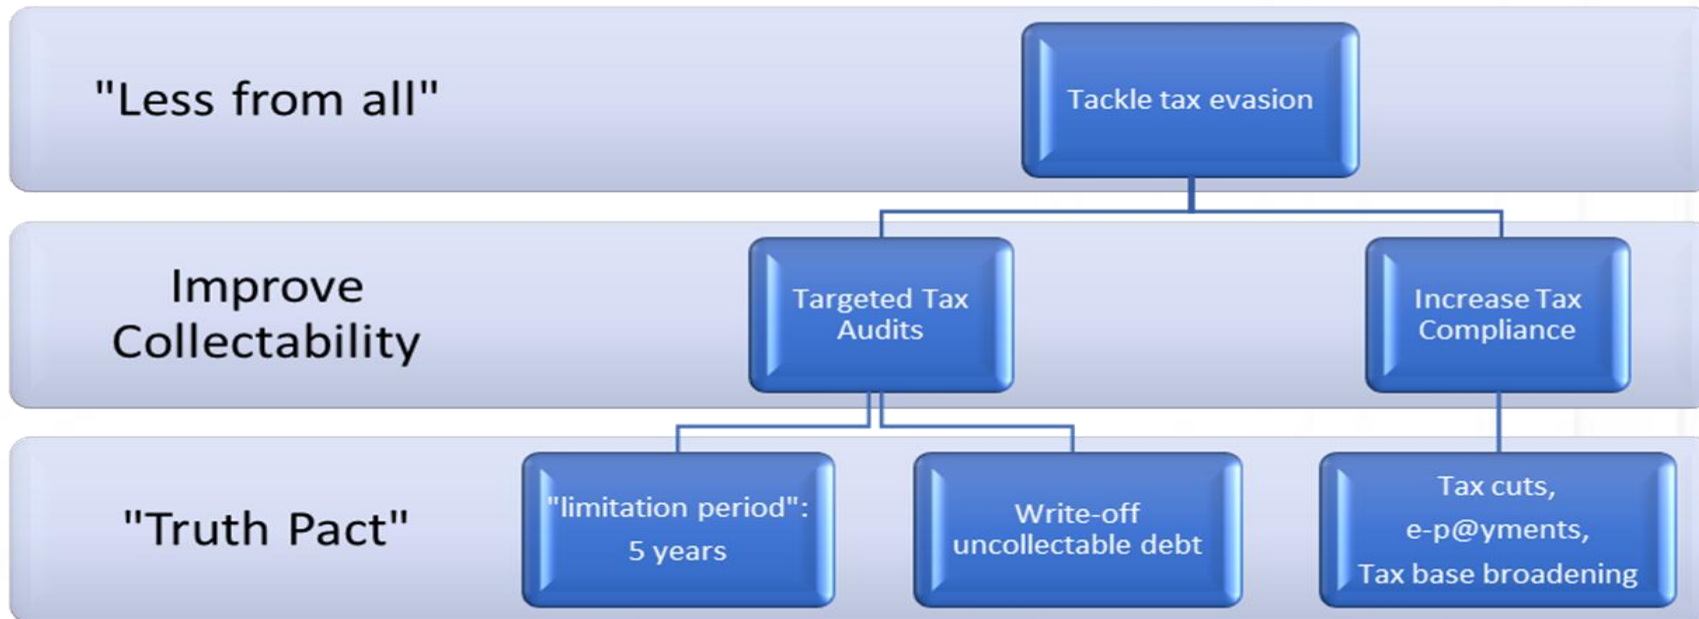 "Less from all"
Tackle tax evasion
Improve
Collectability
Targeted Tax
Audits
Increase Tax
Compliance
"Truth Pact"
"limitation period":
5 years
Write-off
uncollectable debt
Tax cuts,
e-p@yments,
Tax base broadening